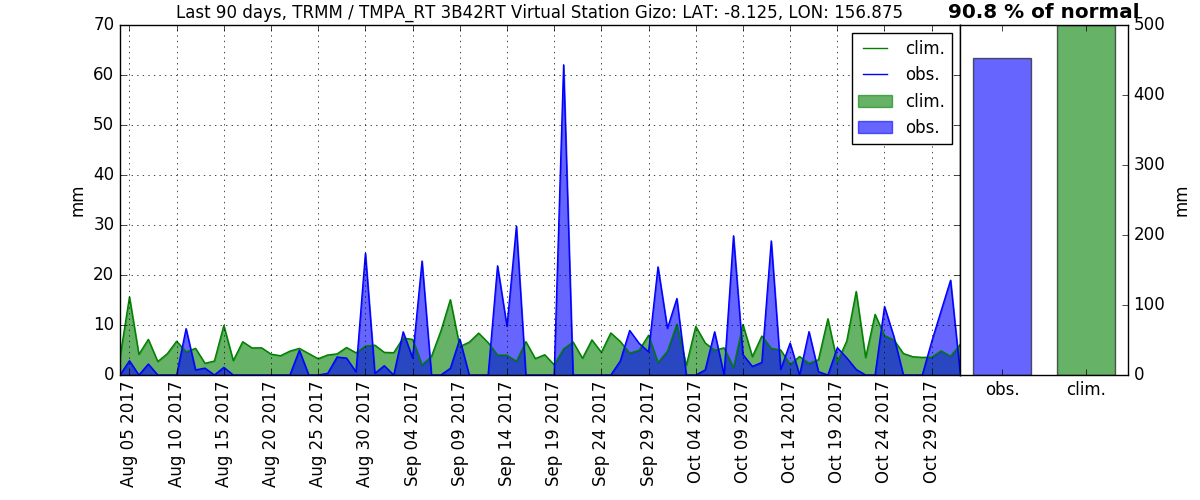 Last 90 days, TRMM / TMPA_RT 3B42RT Virtual Station Gizo: LAT: -8.125, LON: 156.875
90.8 % of normal
70
60
50
40
30
20
10
0
mm
clim.
obs.
clim.
obs.
Aug 05 2017
Aug 10 2017
Aug 15 2017
Aug 20 2017
Aug 25 2017
Aug 30 2017
Sep 04 2017
Sep 09 2017
Sep 14 2017
Sep 19 2017
Sep 24 2017
Sep 29 2017
Oct 04 2017
Oct 09 2017
Oct 14 2017
Oct 19 2017
Oct 24 2017
Oct 29 2017
500
400
300
200
100
0
mm
obs.
clim.